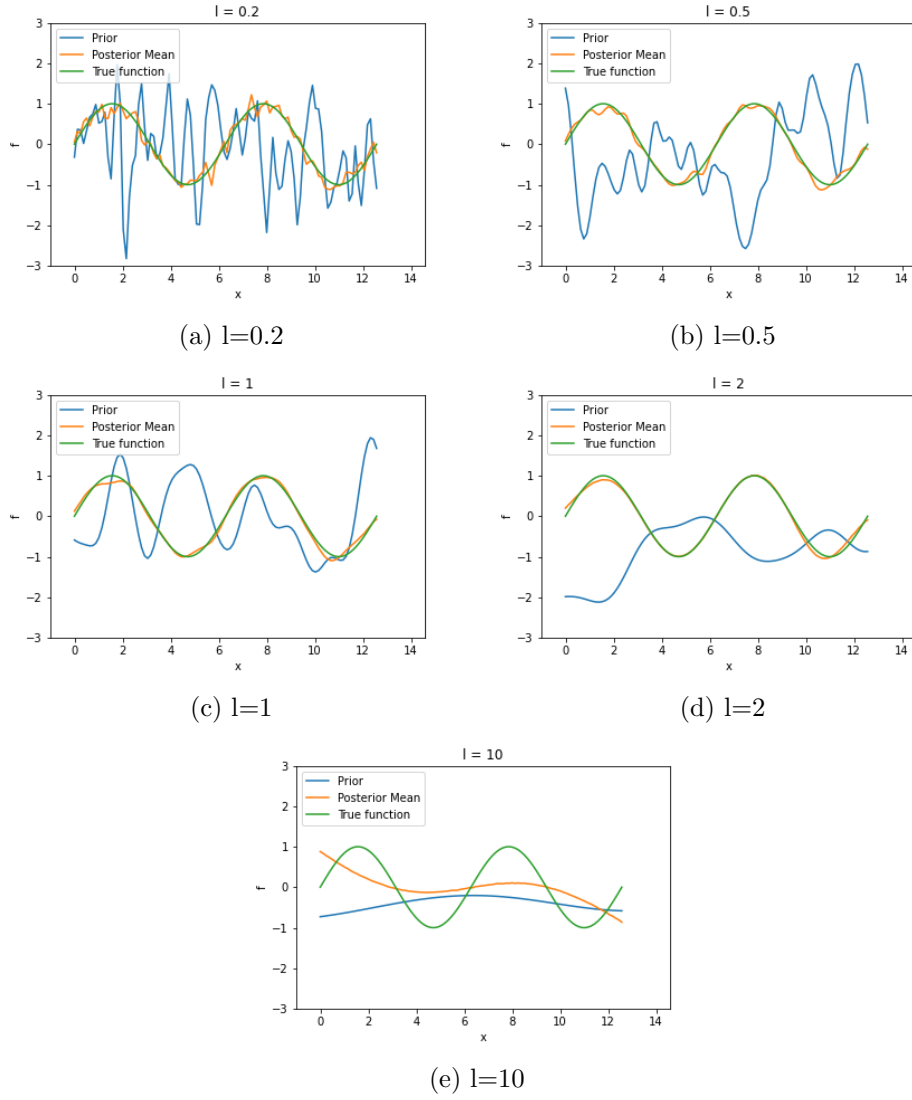 l = 0.2
Prior
Posterior Mean
True function
3
2
1
0
−1
−2
−3
f
0 2 4 6 8 10 12 14
x
(a) l=0.2
l = 0.5
Prior
Posterior Mean
True function
3
2
1
0
−1
−2
−3
f
0 2 4 6 8 10 12 14
x
(b) l=0.5
l = 1
Prior
Posterior Mean
True function
3
2
1
0
−1
−2
−3
f
0 2 4 6 8 10 12 14
x
(c) l=1
l = 2
Prior
Posterior Mean
True function
3
2
1
0
−1
−2
−3
f
0 2 4 6 8 10 12 14
x
(d) l=2
l = 10
Prior
Posterior Mean
True function
3
2
1
0
−1
−2
−3
f
0 2 4 6 8 10 12 14
x
(e) l=10